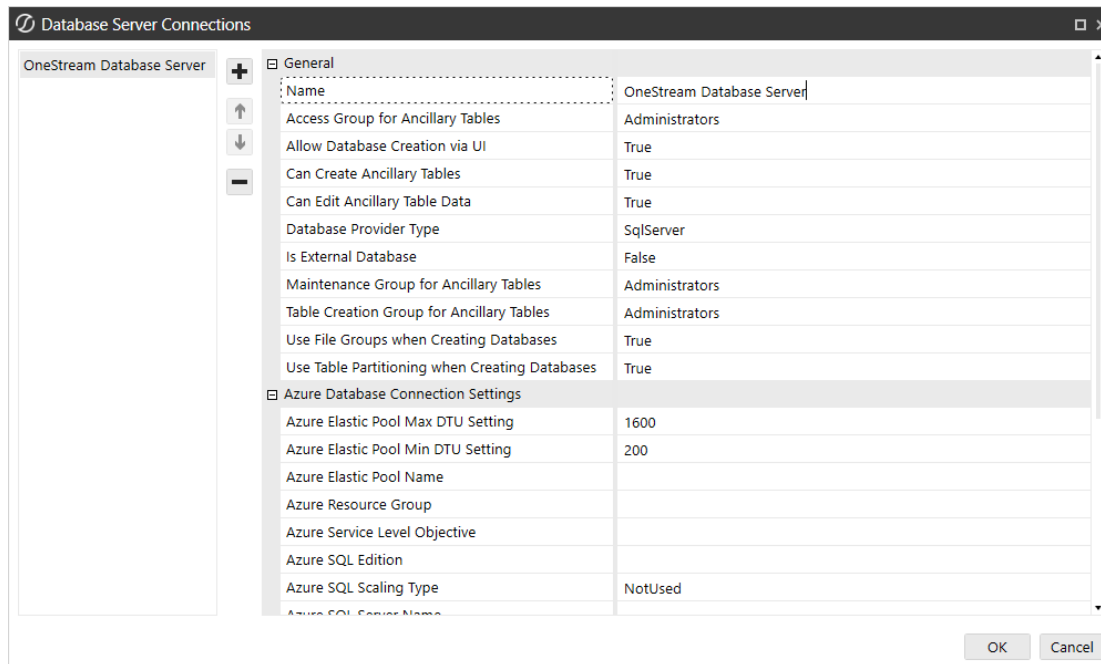 Database Server Connections
OneStream Database Server
General
Name OneStream Database Server
Access Group for Ancillary Tables Administrators
Allow Database Creation via UI True
Can Create Ancillary Tables True
Can Edit Ancillary Table Data True
Database Provider Type SqlServer
Is External Database False
Maintenance Group for Ancillary Tables Administrators
Table Creation Group for Ancillary Tables Administrators
Use File Groups when Creating Databases True
Use Table Partitioning when Creating Databases True
Azure Database Connection Settings
Azure Elastic Pool Max DTU Setting 1600
Azure Elastic Pool Min DTU Setting 200
Azure Elastic Pool Name
Azure Resource Group
Azure Service Level Objective
Azure SQL Edition
Azure SQL Scaling Type NotUsed
Azure SQL Server Name
OK Cancel